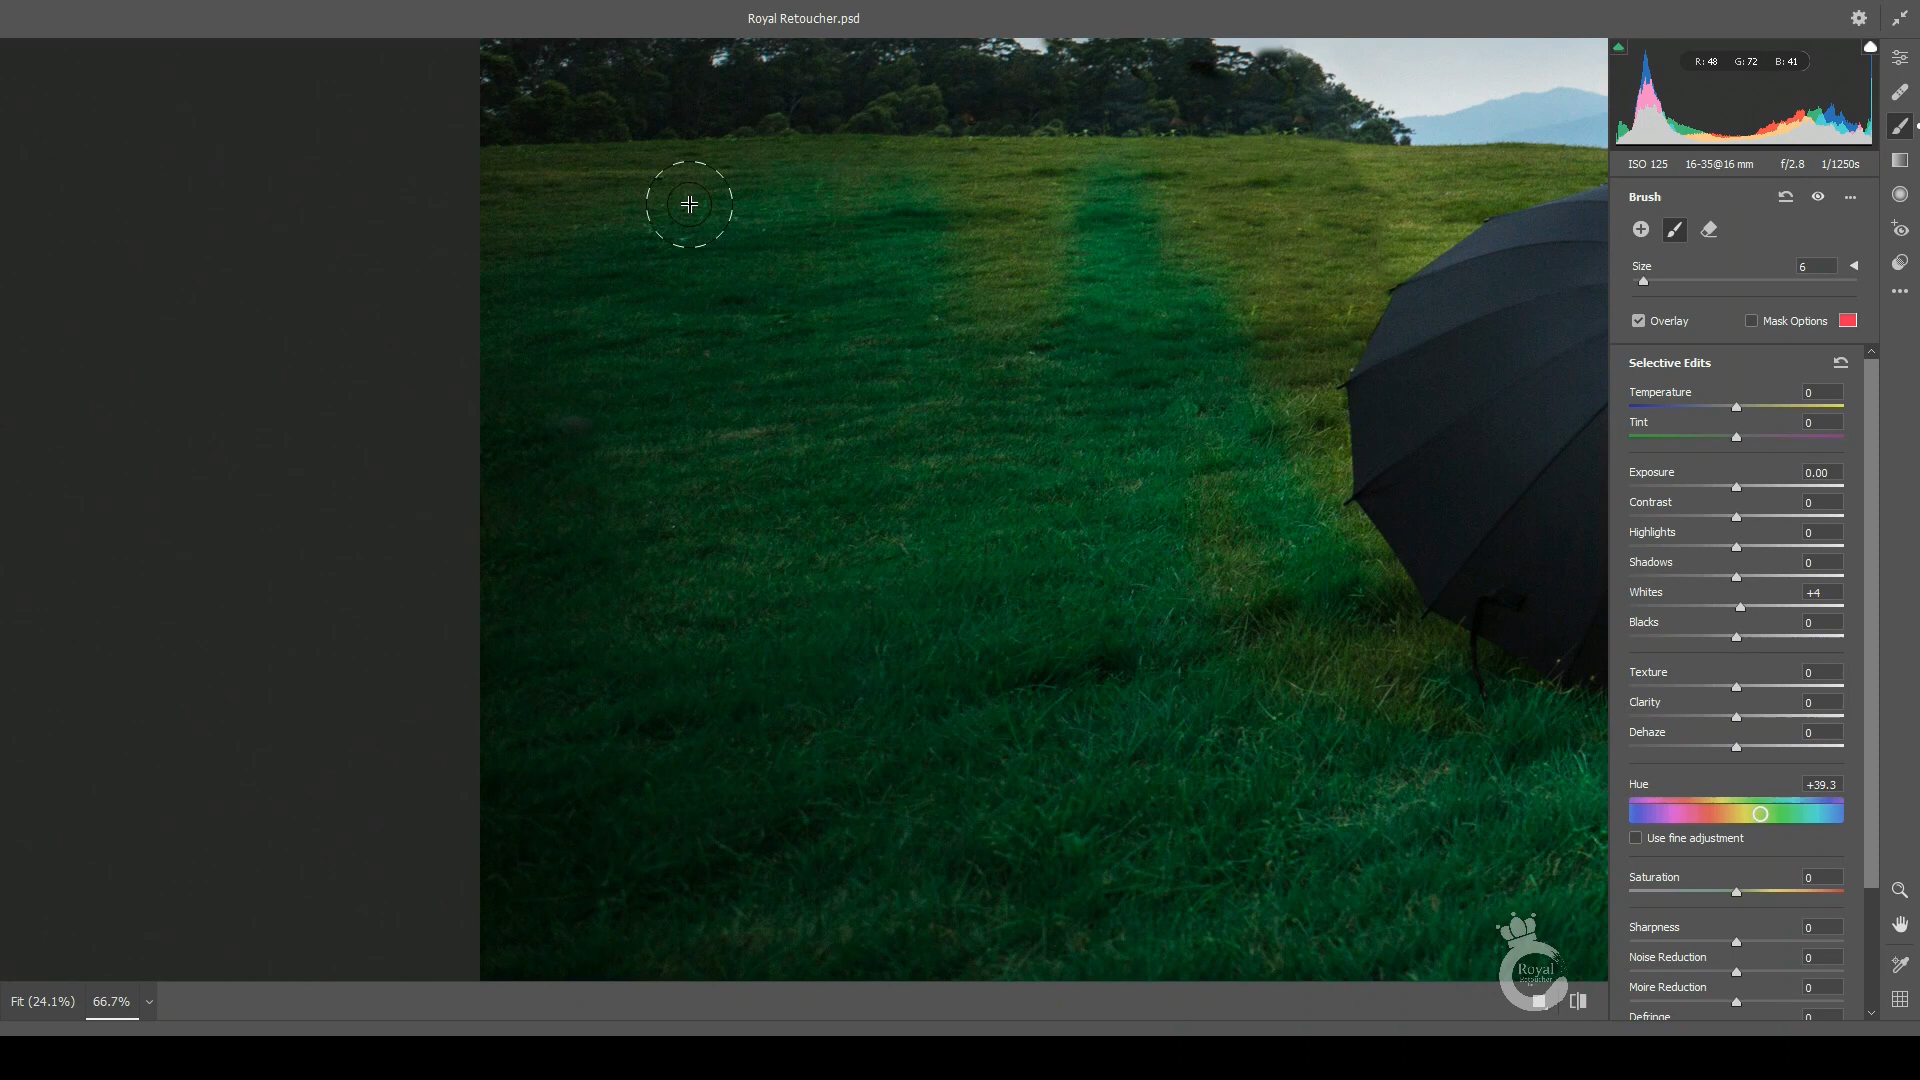 Royal Retoucher.psd
R: 48 G: 72 B: 41
ISO 125 16-35@16 mm f/2.8 1/1250s
Brush
Size 6
Overlay Mask Options
Selective Edits
Temperature 0
Tint 0
Exposure 0.00
Contrast 0
Highlights 0
Shadows 0
Whites +4
Blacks 0
Texture 0
Clarity 0
Dehaze 0
Hue +39.3
Use fine adjustment
Saturation 0
Sharpness 0
Noise Reduction 0
Moire Reduction 0
Defringe 0
Royal
Retoucher
Fit (24.1%) 66.7%